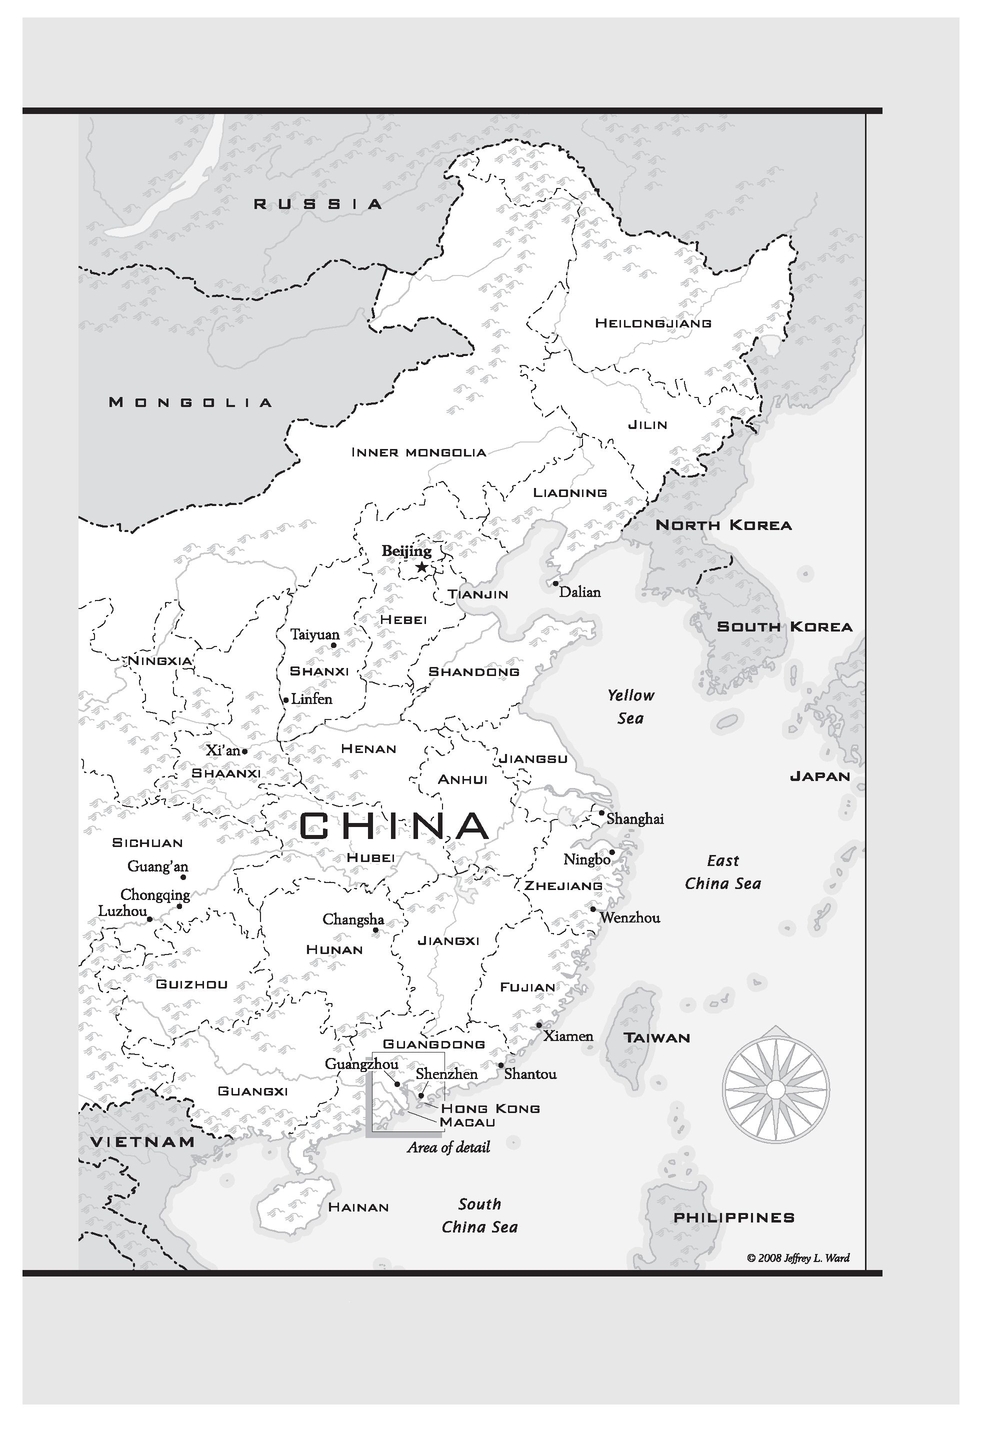 RUSSIA
HEILONGJIANG
MONGOLIA
JILIN
INNER MONGOLIA
LIAONING
NORTH KOREA
Beijing
TIANJIN
Dalian
HEBEI
SOUTH KOREA
Taiyuan
NINGXIA
SHANXI
SHANDONG
Linfen
Yellow
Sea
Xi'an
HENAN
JIANGSU
SHAANXI
ANHUI
JAPAN
CHINA
Shanghai
SICHUAN
HUBEI
Guang'an
Ningbo
East
China Sea
Chongqing
ZHEJIANG
Luzhou
Changsha
Wenzhou
HUNAN
JIANGXI
GUIZHOU
FUJIAN
Xiamen
TAIWAN
GUANGDONG
Guangzhou
Shenzhen
Shantou
GUANGXI
HONG KONG
MACAU
VIETNAM
Area of detail
HAINAN
South
China Sea
PHILIPPINES
© 2008 Jeffrey L. Ward